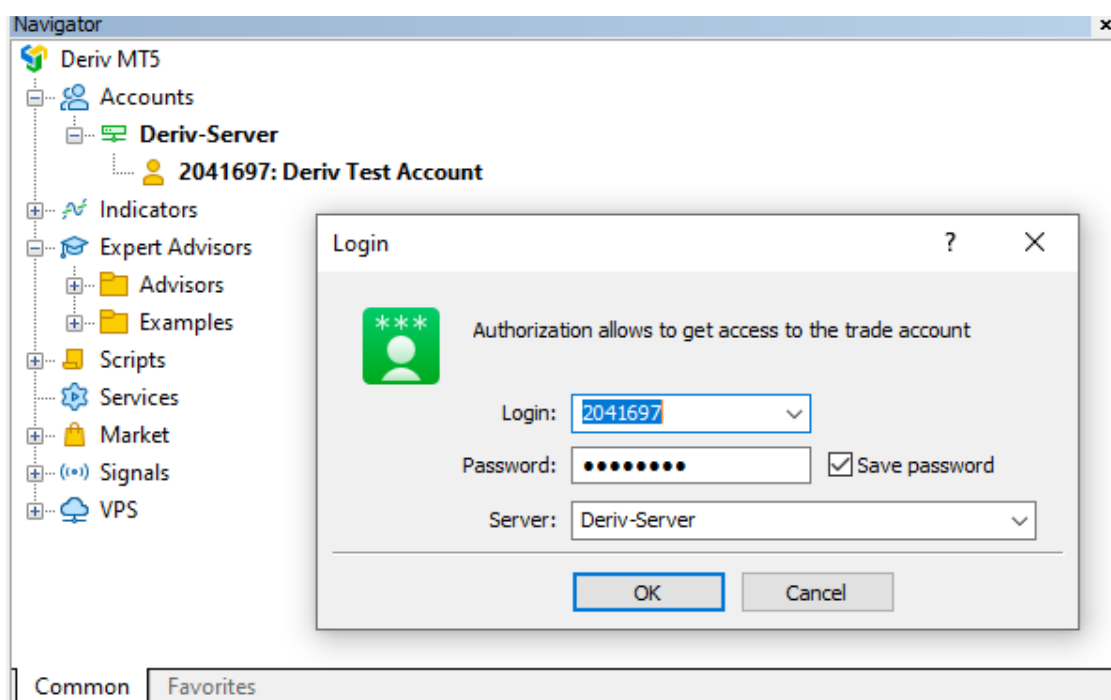 Navigator
Deriv MT5
Accounts
Deriv-Server
2041697: Deriv Test Account
Indicators
Expert Advisors
Advisors
Examples
Scripts
Services
Market
Signals
VPS
Login
Authorization allows to get access to the trade account
Login: 2041697
Password: ●●●●●●●● Save password
Server: Deriv-Server
OK Cancel
Common Favorites